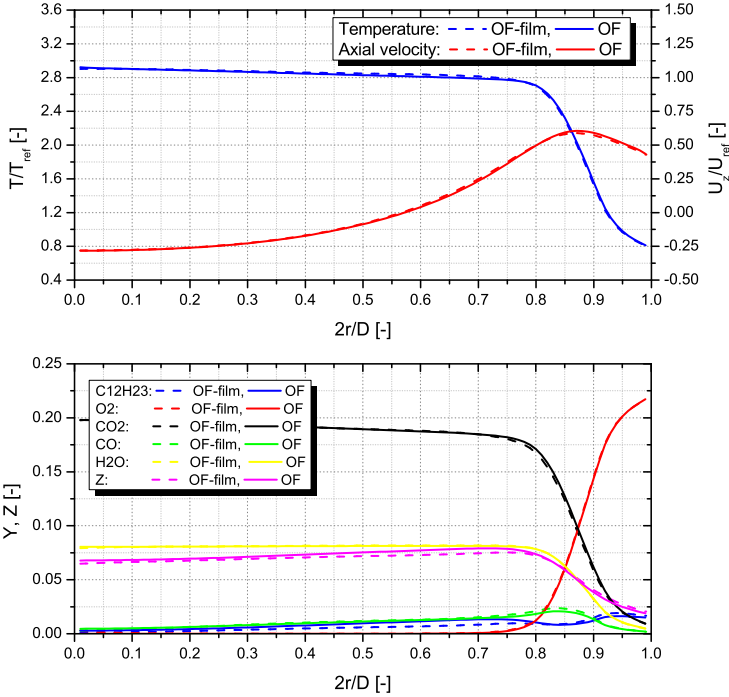 3.6
3.2
2.8
2.4
2.0
1.6
1.2
0.8
0.4
T/Tref [-]
Temperature: OF-film, OF
Axial velocity: OF-film, OF
1.50
1.25
1.00
0.75
0.50
0.25
0.00
-0.25
-0.50
Uz/Uref [-]
0.0 0.1 0.2 0.3 0.4 0.5 0.6 0.7 0.8 0.9 1.0
2r/D [-]
0.25
0.20
0.15
0.10
0.05
0.00
Y, Z [-]
C12H23: OF-film, OF
O2: OF-film, OF
CO2: OF-film, OF
CO: OF-film, OF
H2O: OF-film, OF
Z: OF-film, OF
0.0 0.1 0.2 0.3 0.4 0.5 0.6 0.7 0.8 0.9 1.0
2r/D [-]